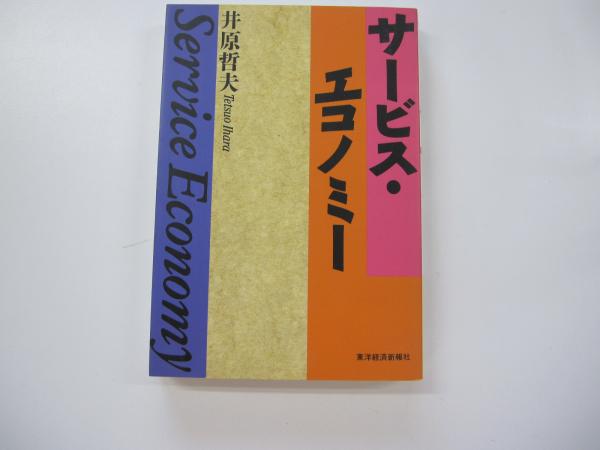 サービス・
エコノミー
井原哲夫
Tetsuo Ihara
Service Economy
東洋経済新報社